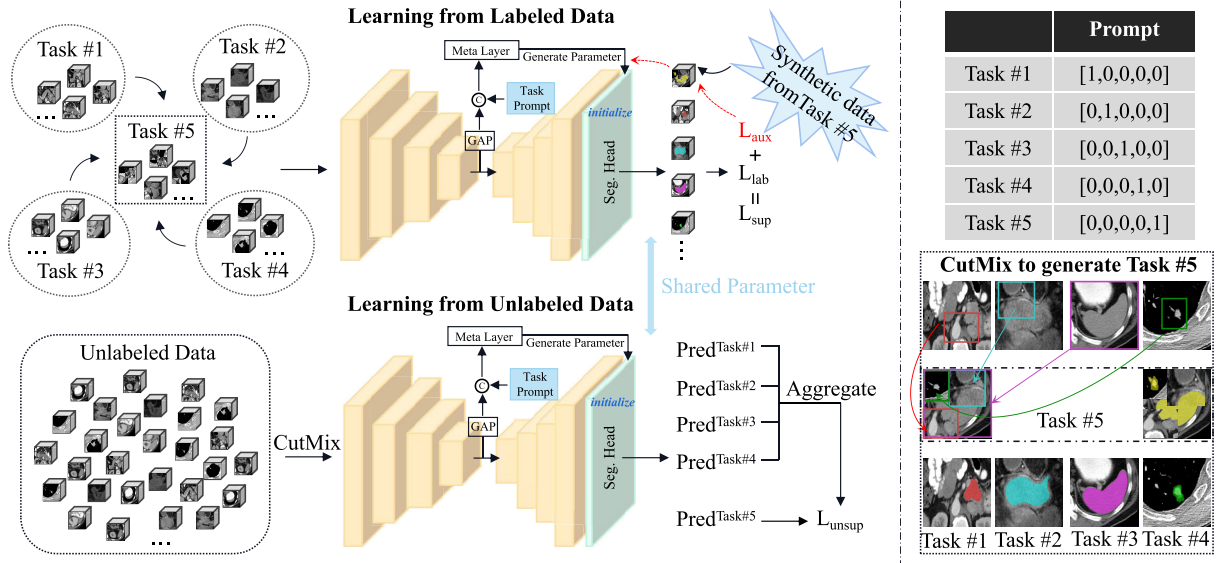 Learning from Labeled Data
Task #1
Task #2
Task #5
Task #3
Task #4
...
...
...
...
...
Meta Layer
Generate Parameter
C
Task
Prompt
GAP
initialize
Seg. Head
Synthetic data
fromTask #5
L_aux
+
L_lab
=
L_sup
...
Shared Parameter
Learning from Unlabeled Data
Unlabeled Data
...
CutMix
Meta Layer
Generate Parameter
C
Task
Prompt
GAP
initialize
Seg. Head
Pred^Task#1
Pred^Task#2
Pred^Task#3
Pred^Task#4
Aggregate
Pred^Task#5
L_unsup
Prompt
Task #1 [1,0,0,0,0]
Task #2 [0,1,0,0,0]
Task #3 [0,0,1,0,0]
Task #4 [0,0,0,1,0]
Task #5 [0,0,0,0,1]
CutMix to generate Task #5
Task #5
Task #1 Task #2 Task #3 Task #4